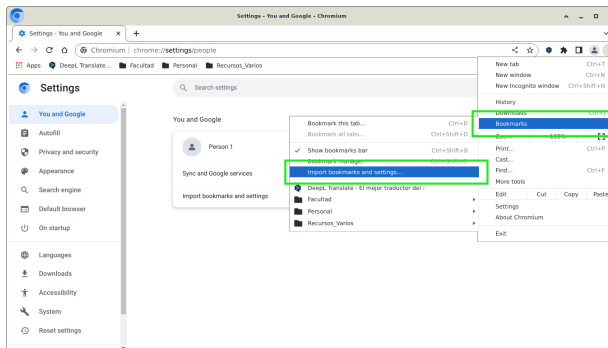 Settings - You and Google - Chromium
Settings - You and Google
Chromium | chrome://settings/people
Apps DeepL Translate... Facultad Personal Recursos_Varios
Settings
Search settings
You and Google
Autofill
Privacy and security
Appearance
Search engine
Default browser
On startup
Languages
Downloads
Accessibility
System
Reset settings
You and Google
Person 1
Sync and Google services
Import bookmarks and settings
Bookmark this tab... Ctrl+D
Bookmark all tabs... Ctrl+Shift+D
Show bookmarks bar Ctrl+Shift+B
Bookmark manager Ctrl+Shift+O
Import bookmarks and settings...
DeepL Translate - El mejor traductor del
Facultad
Personal
Recursos_Varios
New tab Ctrl+T
New window Ctrl+N
New Incognito window Ctrl+Shift+N
History
Downloads Ctrl+J
Bookmarks
Zoom 100%
Print... Ctrl+P
Cast...
Find... Ctrl+F
More tools
Edit Cut Copy Paste
Settings
About Chromium
Exit